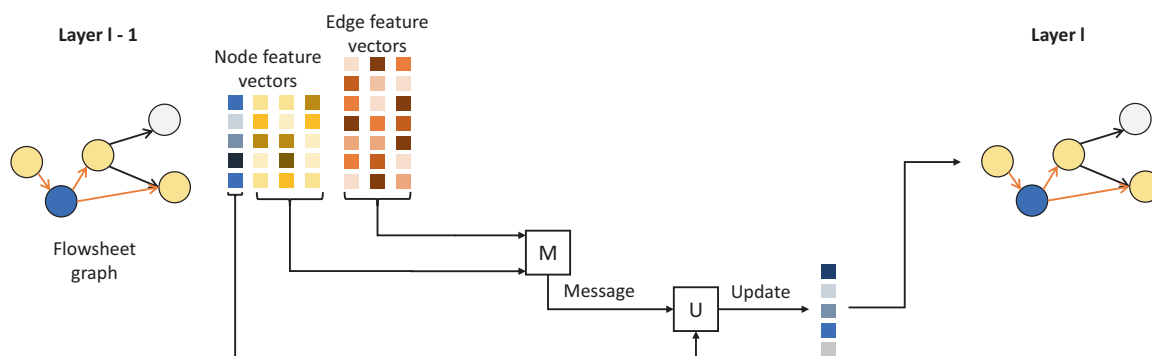 Layer l - 1
Node feature
vectors
Edge feature
vectors
Layer l
Flowsheet
graph
M
Message
U
Update